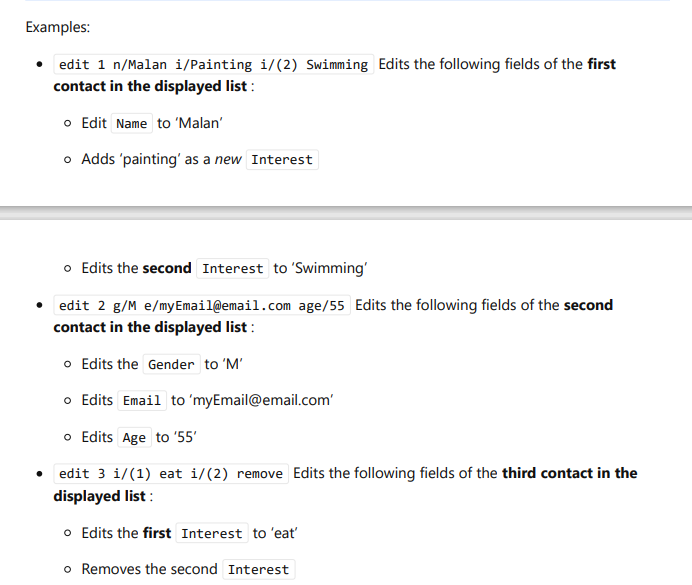 Examples:
edit 1 n/Malan i/Painting i/(2) Swimming Edits the following fields of the first
contact in the displayed list :
Edit Name to ‘Malan’
Adds ‘painting’ as a new Interest
Edits the second Interest to ‘Swimming’
edit 2 g/M e/myEmail@email.com age/55 Edits the following fields of the second
contact in the displayed list :
Edits the Gender to ‘M’
Edits Email to ‘myEmail@email.com’
Edits Age to ‘55’
edit 3 i/(1) eat i/(2) remove Edits the following fields of the third contact in the
displayed list :
Edits the first Interest to ‘eat’
Removes the second Interest